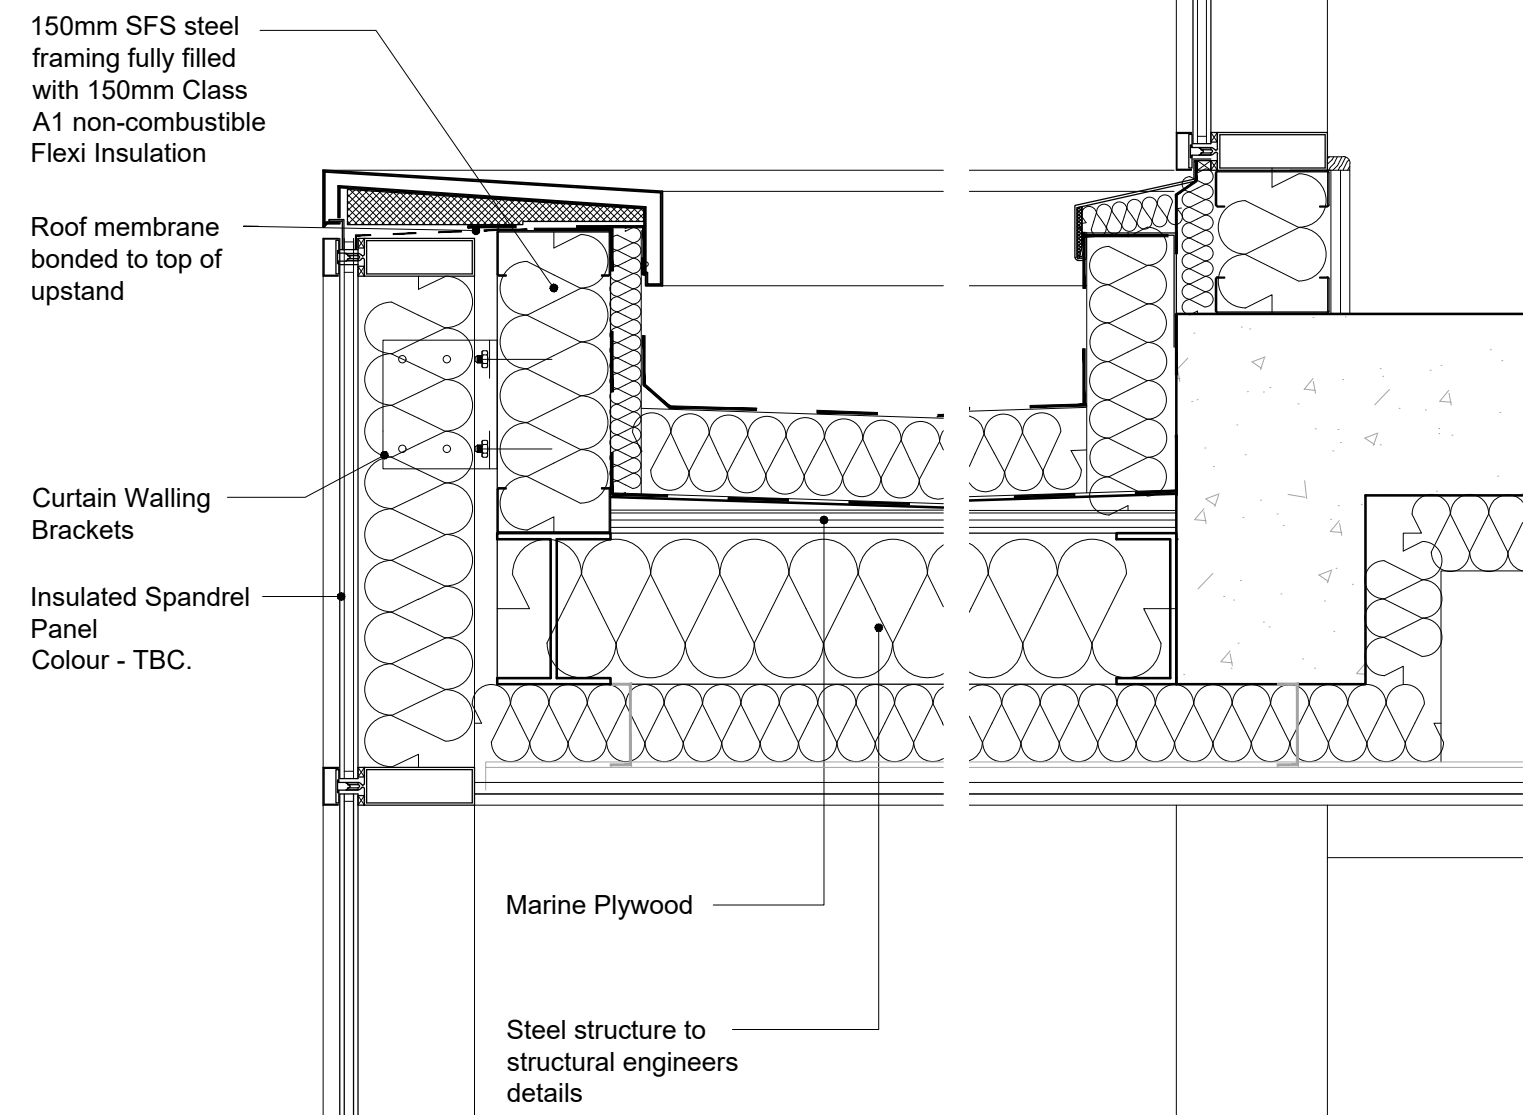 150mm SFS steel
framing fully filled
with 150mm Class
A1 non-combustible
Flexi Insulation
Roof membrane
bonded to top of
upstand
Curtain Walling
Brackets
Insulated Spandrel
Panel
Colour - TBC.
Marine Plywood
Steel structure to
structural engineers
details